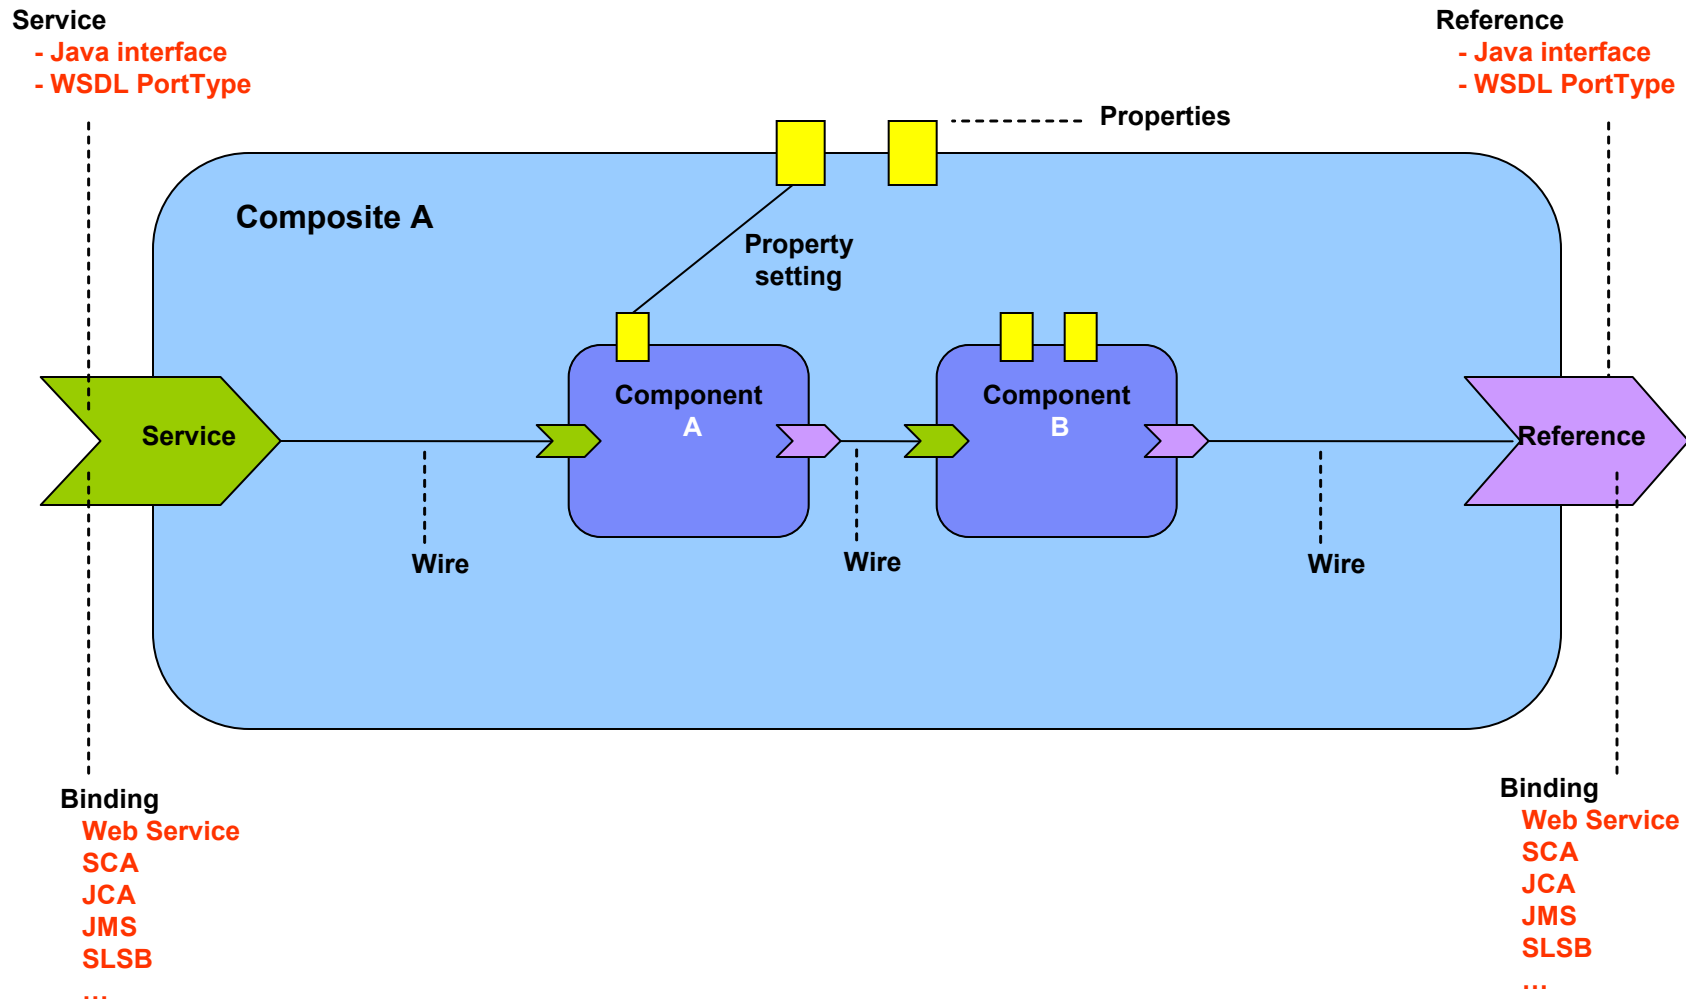 Service
- Java interface
- WSDL PortType
Reference
- Java interface
- WSDL PortType
Properties
Composite A
Property
setting
Component
A
Component
B
Service
Reference
Wire
Wire
Wire
Binding
Web Service
SCA
JCA
JMS
SLSB
...
Binding
Web Service
SCA
JCA
JMS
SLSB
...